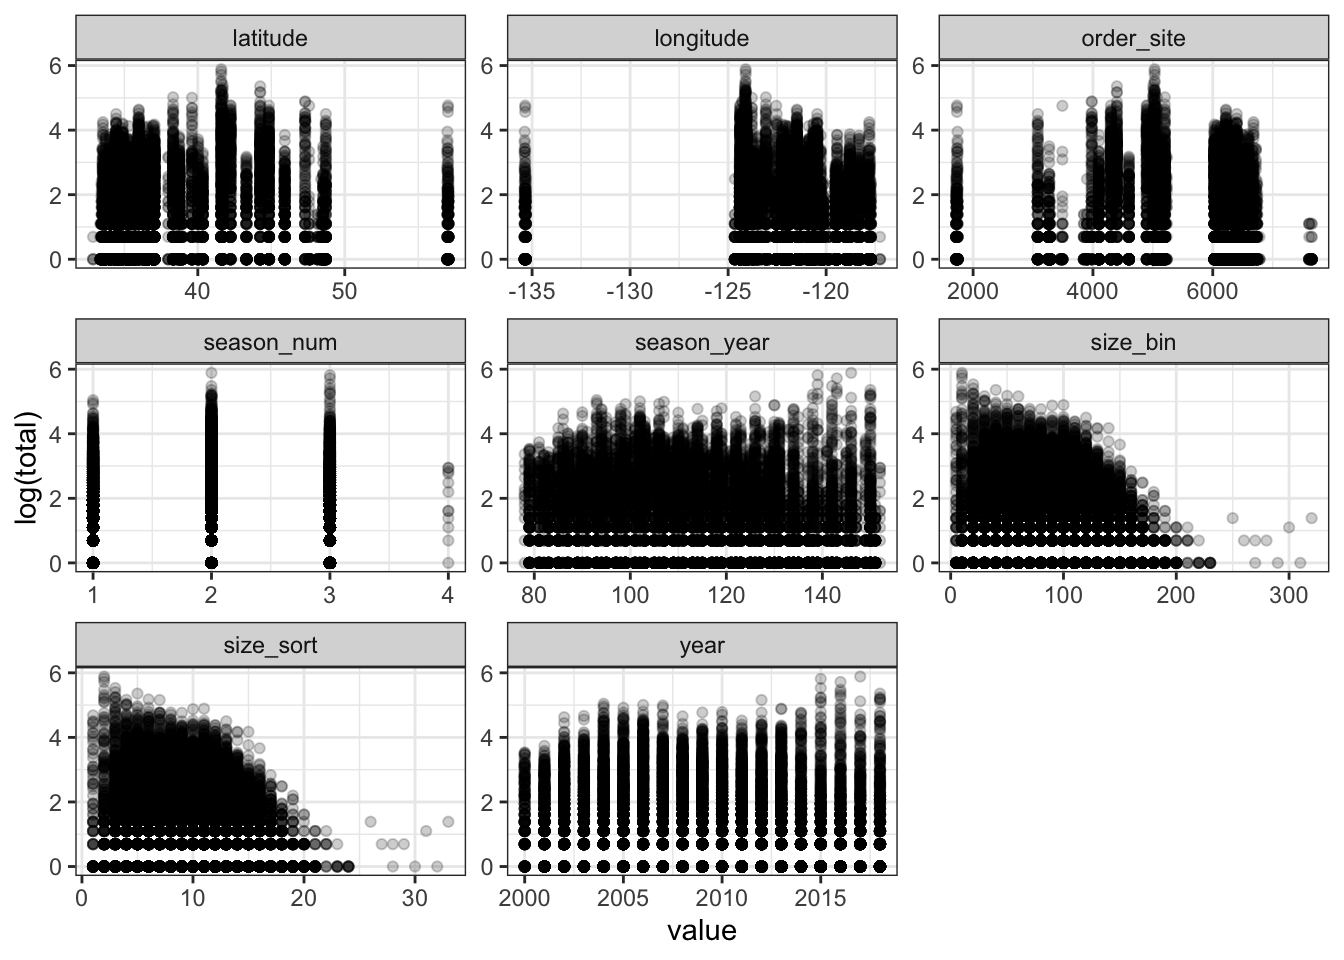 latitude longitude order_site
6 6 6
4 4 4
2 2 2
0 0 0
40 50 -135 -130 -125 -120 2000 4000 6000
season_num season_year size_bin
6 6 6
4 4 4
2 2 2
0 0 0
1 2 3 4 80 100 120 140 0 100 200 300
log(total)
size_sort year
6 6
4 4
2 2
0 0
0 10 20 30 2000 2005 2010 2015
value